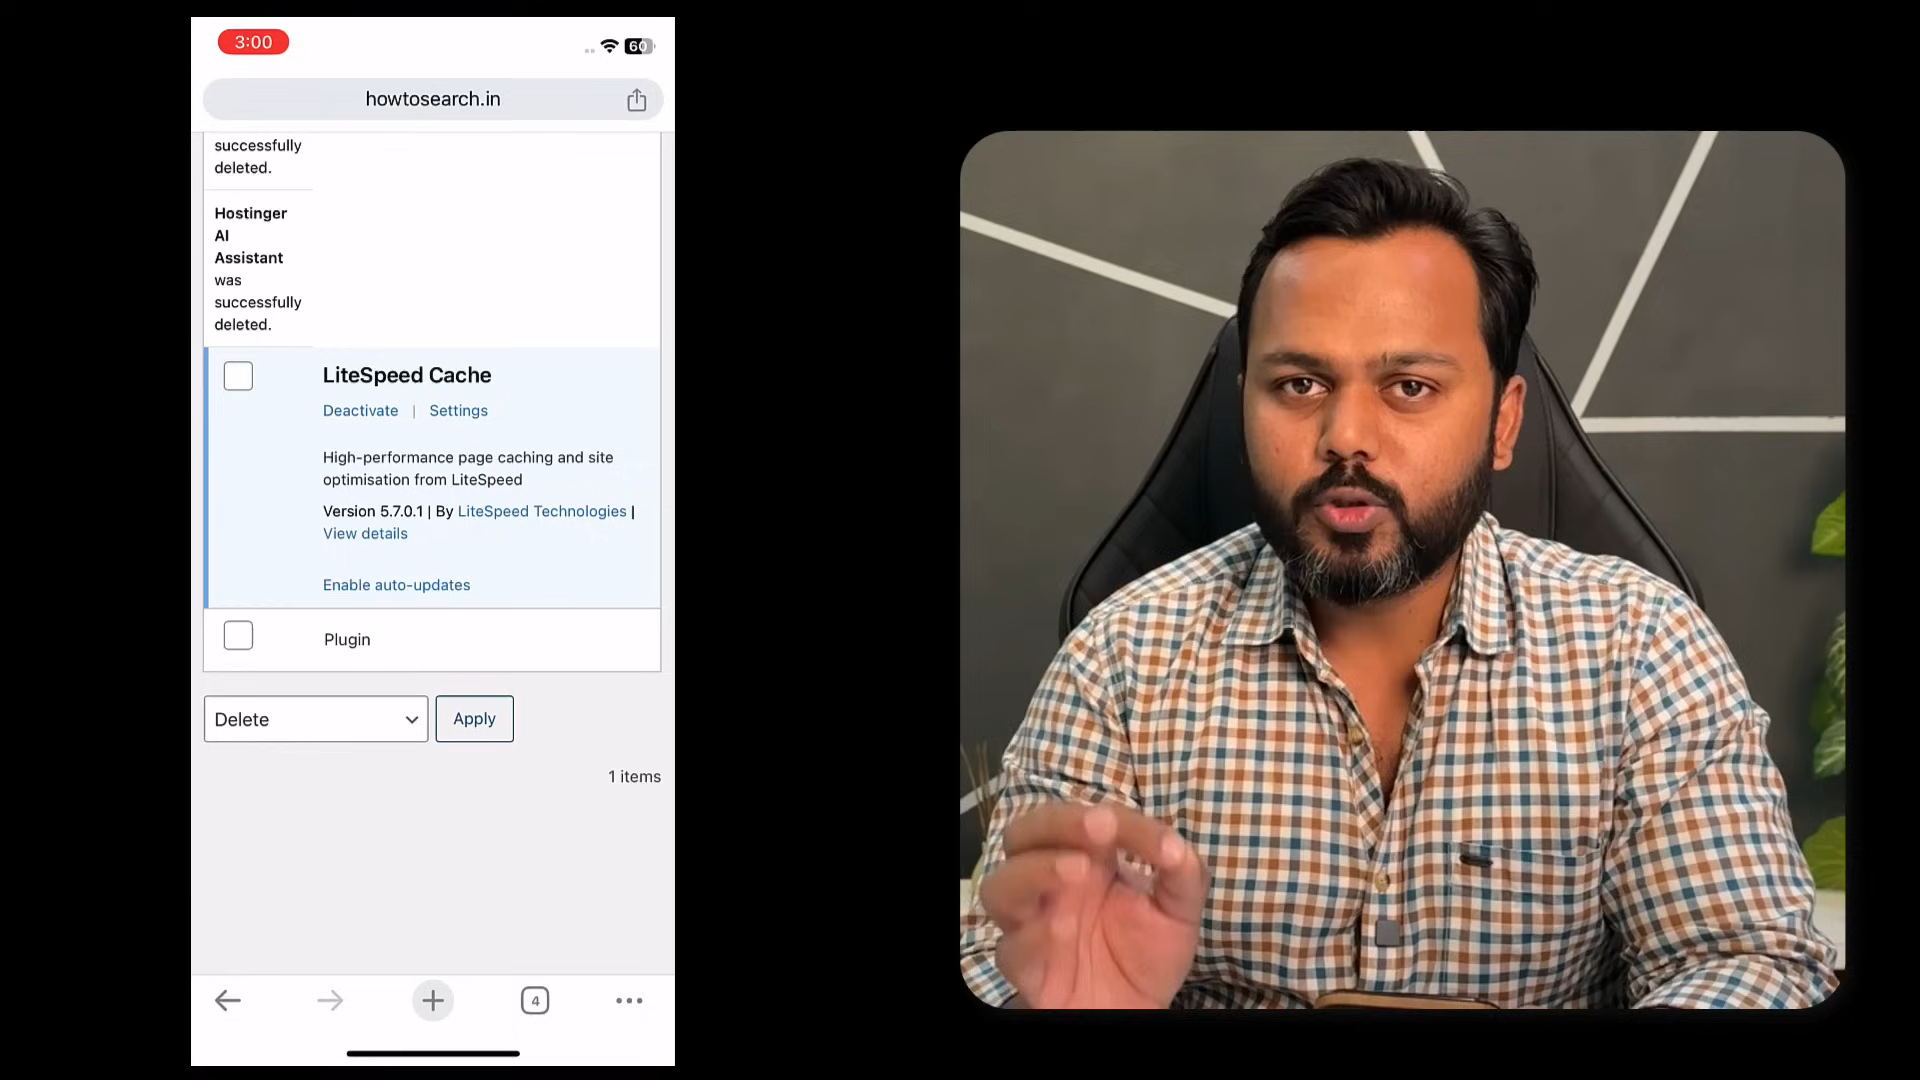 3:00
60
howtosearch.in
successfully
deleted.
Hostinger
AI
Assistant
was
successfully
deleted.
LiteSpeed Cache
Deactivate | Settings
High-performance page caching and site
optimisation from LiteSpeed
Version 5.7.0.1 | By LiteSpeed Technologies |
View details
Enable auto-updates
Plugin
Delete
Apply
1 items
4